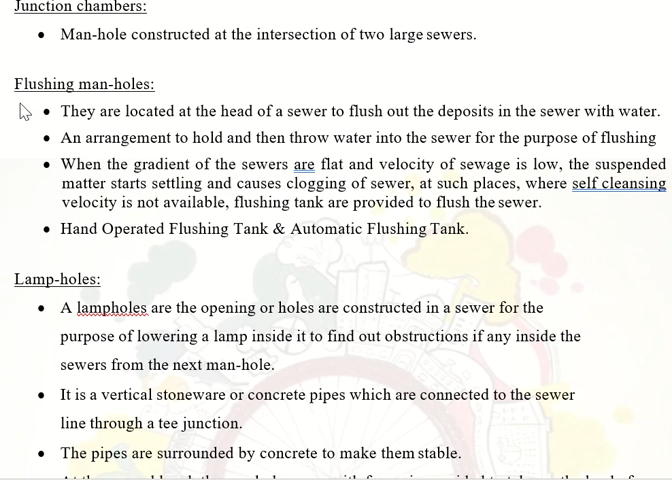 Junction chambers:
• Man-hole constructed at the intersection of two large sewers.
Flushing man-holes:
• They are located at the head of a sewer to flush out the deposits in the sewer with water.
• An arrangement to hold and then throw water into the sewer for the purpose of flushing
• When the gradient of the sewers are flat and velocity of sewage is low, the suspended
matter starts settling and causes clogging of sewer, at such places, where self cleansing
velocity is not available, flushing tank are provided to flush the sewer.
• Hand Operated Flushing Tank & Automatic Flushing Tank.
Lamp-holes:
• A lampholes are the opening or holes are constructed in a sewer for the
purpose of lowering a lamp inside it to find out obstructions if any inside the
sewers from the next man-hole.
• It is a vertical stoneware or concrete pipes which are connected to the sewer
line through a tee junction.
• The pipes are surrounded by concrete to make them stable.